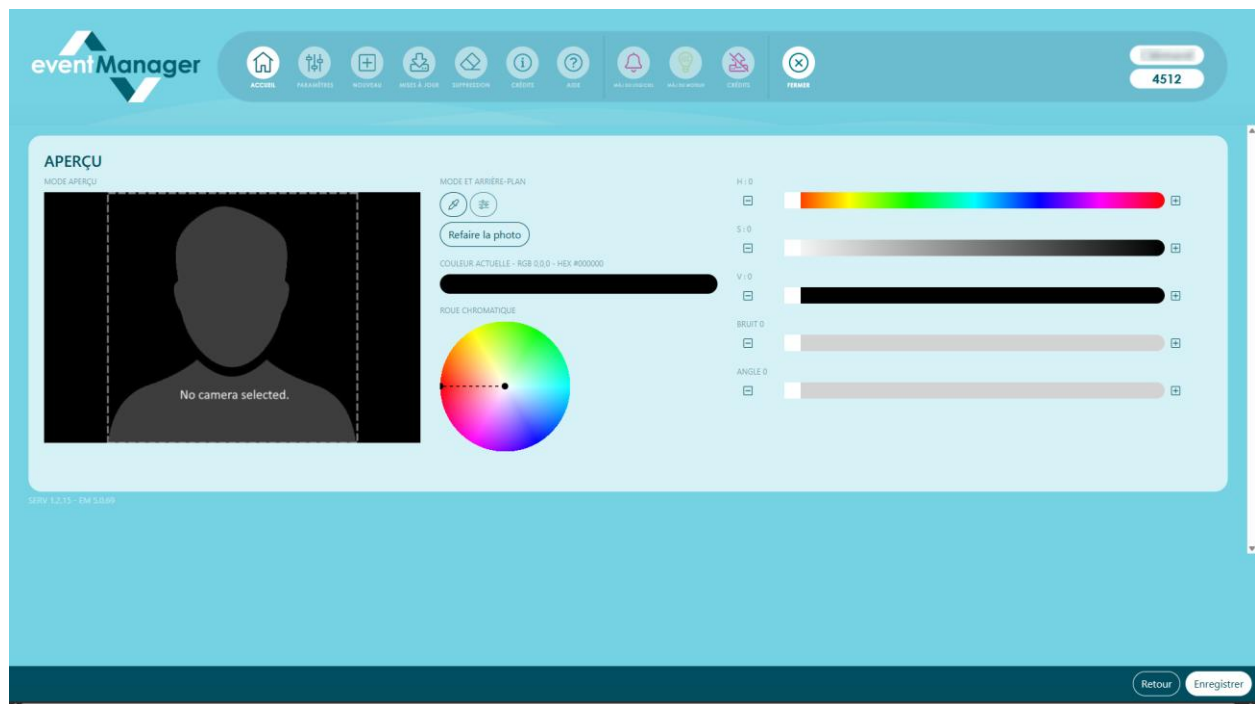 eventManager
ACCUEIL
PARAMÈTRES
NOUVEAU
MISES À JOUR
SUPPRESSION
CRÉDITS
AIDE
CRÉDITS
FERMER
4512
APERÇU
MODE APERÇU
No camera selected.
MODE ET ARRIÈRE-PLAN
Refaire la photo
COULEUR ACTUELLE - RGB 0,0,0 - HEX #000000
ROUE CHROMATIQUE
H : 0
S : 0
V : 0
BRUIT 0
ANGLE 0
SERV 1.2.15 - EM 5.0.69
Retour
Enregistrer